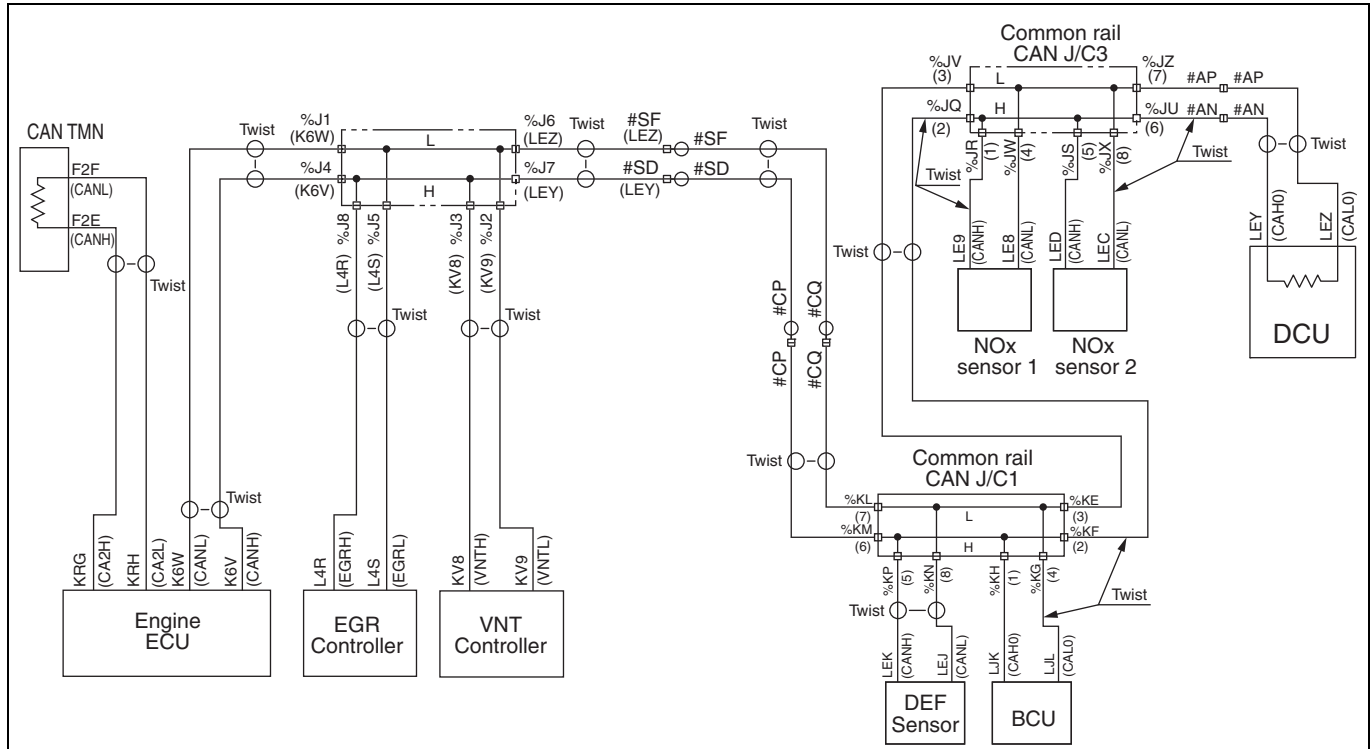 Common rail
CAN J/C3
%JV
(3)
L
%JZ
(7)
#AP
#AP
%JQ
(2)
H
%JU
(6)
#AN
#AN
%JR
(1)
%JW
(4)
%JS
(5)
%JX
(8)
Twist
Twist
Twist
LE9
(CANH)
LE8
(CANL)
LED
(CANH)
LEC
(CANL)
NOx
sensor 1
NOx
sensor 2
LEY
(CAH0)
LEZ
(CAL0)
DCU
CAN TMN
F2F
(CANL)
F2E
(CANH)
Twist
Twist
%J1
(K6W)
L
%J6
(LEZ)
Twist
#SF
(LEZ)
#SF
Twist
%J4
(K6V)
H
%J7
(LEY)
#SD
(LEY)
#SD
(L4R) %J8
(L4S) %J5
(KV8) %J3
(KV9) %J2
Twist
Twist
Twist
#CP
#CQ
#CP
#CQ
Twist
Twist
KRG
(CA2H)
KRH
(CA2L)
K6W
(CANL)
K6V
(CANH)
Engine
ECU
L4R
(EGRH)
L4S
(EGRL)
EGR
Controller
KV8
(VNTH)
KV9
(VNTL)
VNT
Controller
Common rail
CAN J/C1
%KL
(7)
L
%KE
(3)
%KM
(6)
H
%KF
(2)
%KP
(5)
%KN
(8)
%KH
(1)
%KG
(4)
Twist
Twist
LEK
(CANH)
LEJ
(CANL)
LJK
(CAH0)
LJL
(CAL0)
DEF
Sensor
BCU